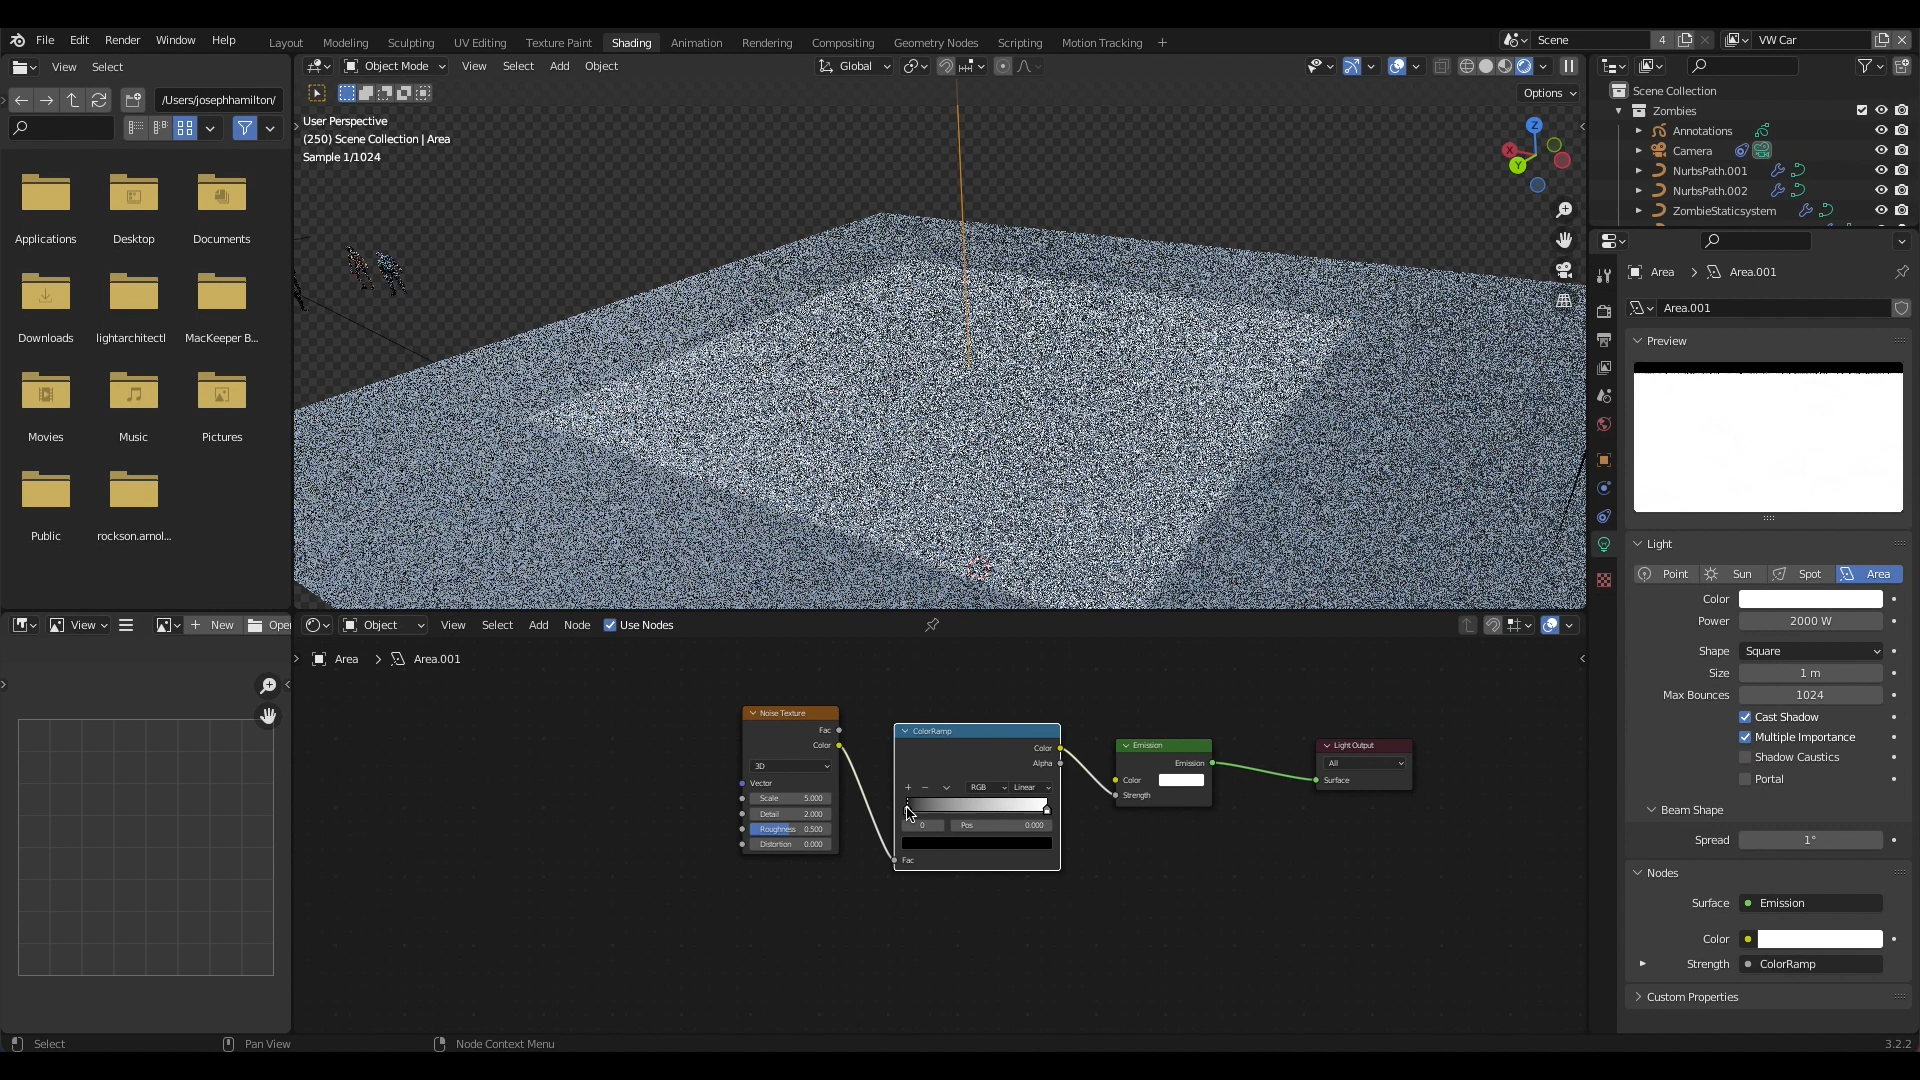 File Edit Render Window Help
Layout Modeling Sculpting UV Editing Texture Paint Shading Animation Rendering Compositing Geometry Nodes Scripting Motion Tracking +
Scene 4 VW Car
View Select
Object Mode View Select Add Object Global
/Users/josephhamilton/
Options
User Perspective
(250) Scene Collection | Area
Sample 1/1024
Z
X
Y
Applications Desktop Documents
Downloads lightarchitectl MacKeeper B...
Movies Music Pictures
Public rockson.arnol...
Scene Collection
Zombies
Annotations
Camera
NurbsPath.001
NurbsPath.002
ZombieStaticsystem
Area > Area.001
Area.001
Preview
Light
Point Sun Spot Area
Color
Power 2000 W
Shape Square
Size 1 m
Max Bounces 1024
Cast Shadow
Multiple Importance
Shadow Caustics
Portal
Beam Shape
Spread 1°
Nodes
Surface Emission
Color
Strength ColorRamp
Custom Properties
View + New Open
Object View Select Add Node Use Nodes
Area > Area.001
Noise Texture
Fac
Color
3D
Vector
Scale 5.000
Detail 2.000
Roughness 0.500
Distortion 0.000
ColorRamp
Color
Alpha
+ − RGB Linear
0 Pos 0.000
Fac
Emission
Emission
Color
Strength
Light Output
All
Surface
Select Pan View Node Context Menu 3.2.2